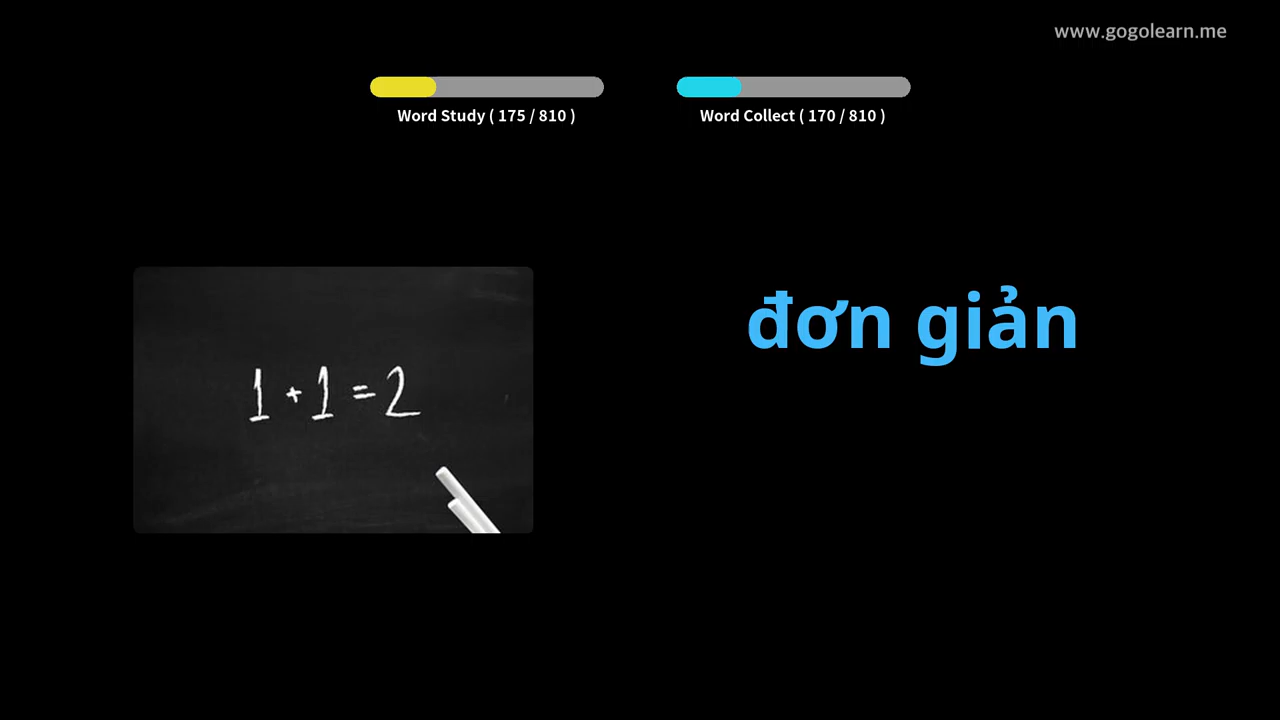 www.gogolearn.me
Word Study ( 175 / 810 )
Word Collect ( 170 / 810 )
đơn giản
1 + 1 = 2